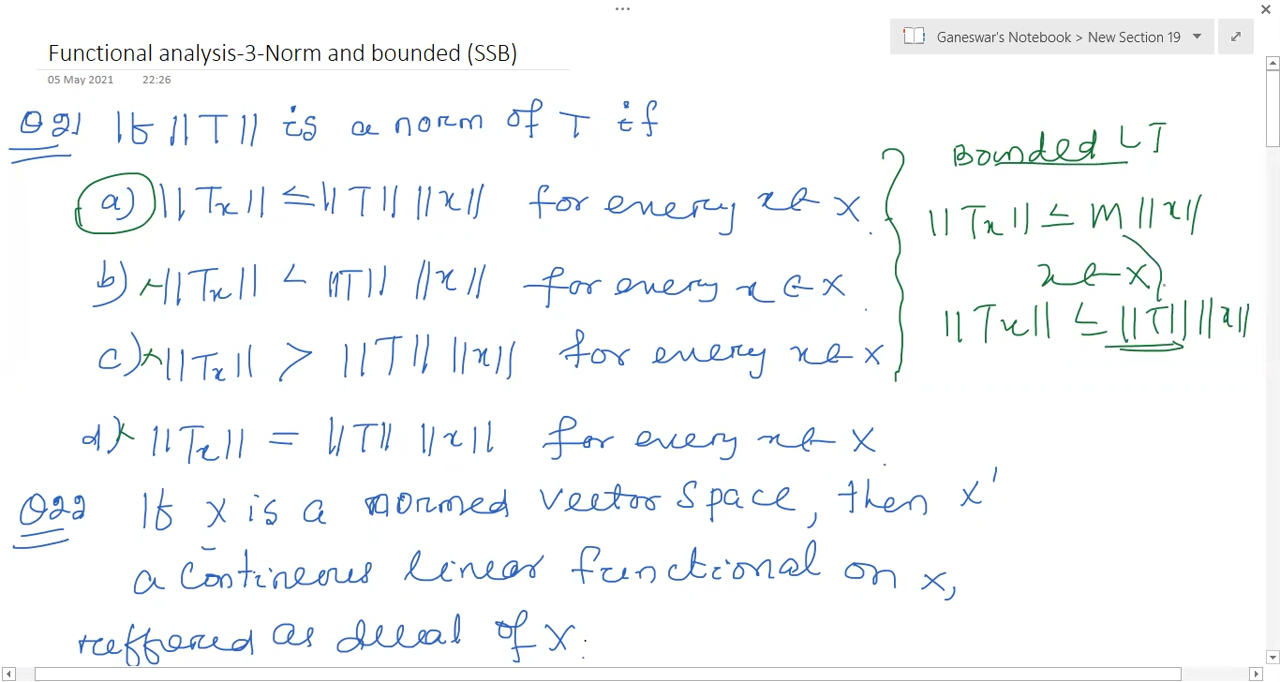 Functional analysis-3-Norm and bounded (SSB)
Ganeswar's Notebook > New Section 19
05 May 2021 22:26
Q21 If ||T|| is a norm of T if
a) ||Tx|| ≤ ||T|| ||x|| for every x ∈ X.
b) ||Tx|| < ||T|| ||x|| for every x ∈ X.
c) ||Tx|| > ||T|| ||x|| for every x ∈ X
d) ||Tx|| = ||T|| ||x|| for every x ∈ X.
Bounded LT
||Tx|| ≤ M ||x||
x ∈ X
||Tx|| ≤ ||T|| ||x||
Q22 If X is a normed vector space, then X'
a contineous linear functional on X,
reffered as dual of X.